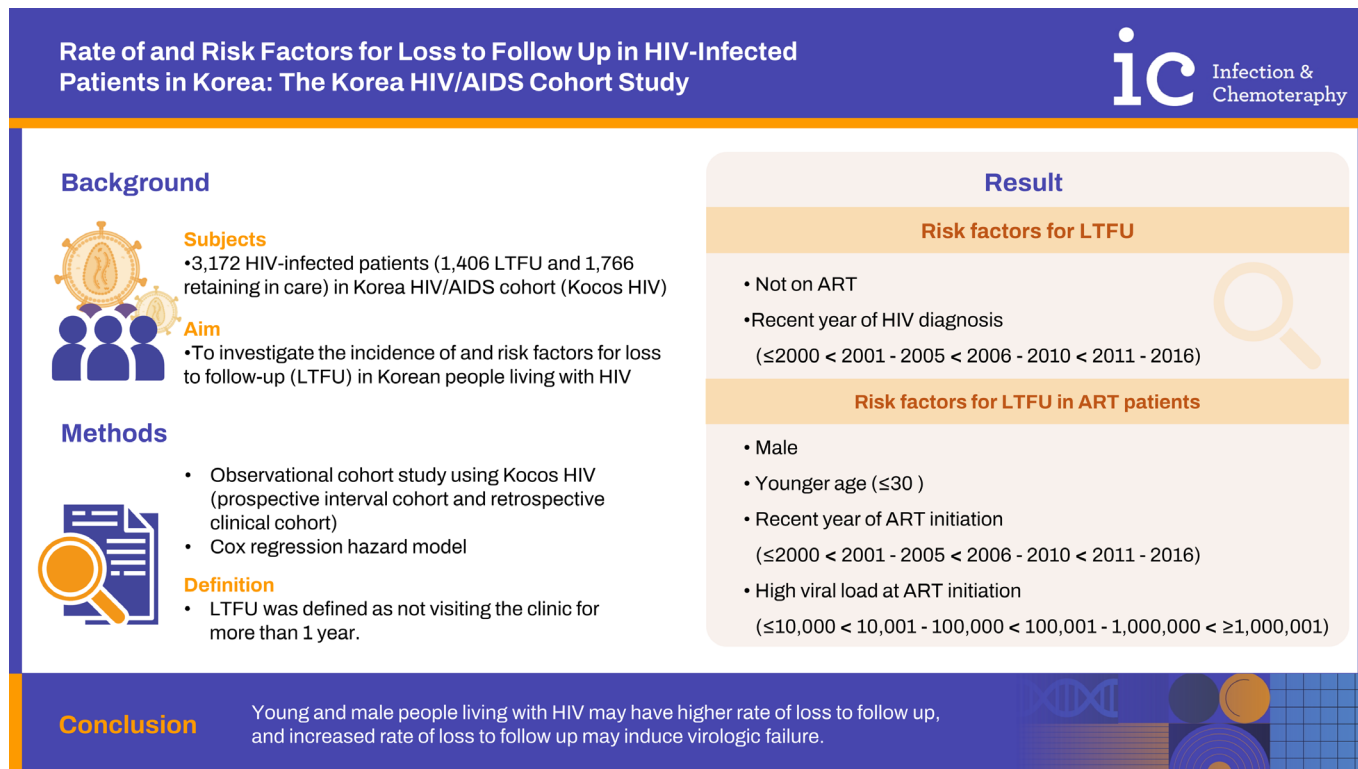 Rate of and Risk Factors for Loss to Follow Up in HIV-Infected
Patients in Korea: The Korea HIV/AIDS Cohort Study
ic
Infection &
Chemoteraphy
Background
Subjects
•3,172 HIV-infected patients (1,406 LTFU and 1,766
retaining in care) in Korea HIV/AIDS cohort (Kocos HIV)
Aim
•To investigate the incidence of and risk factors for loss
to follow-up (LTFU) in Korean people living with HIV
Methods
• Observational cohort study using Kocos HIV
(prospective interval cohort and retrospective
clinical cohort)
• Cox regression hazard model
Definition
• LTFU was defined as not visiting the clinic for
more than 1 year.
Result
Risk factors for LTFU
• Not on ART
•Recent year of HIV diagnosis
(≤2000 < 2001 - 2005 < 2006 - 2010 < 2011 - 2016)
Risk factors for LTFU in ART patients
• Male
• Younger age (≤30 )
• Recent year of ART initiation
(≤2000 < 2001 - 2005 < 2006 - 2010 < 2011 - 2016)
• High viral load at ART initiation
(≤10,000 < 10,001 - 100,000 < 100,001 - 1,000,000 < ≥1,000,001)
Conclusion
Young and male people living with HIV may have higher rate of loss to follow up,
and increased rate of loss to follow up may induce virologic failure.